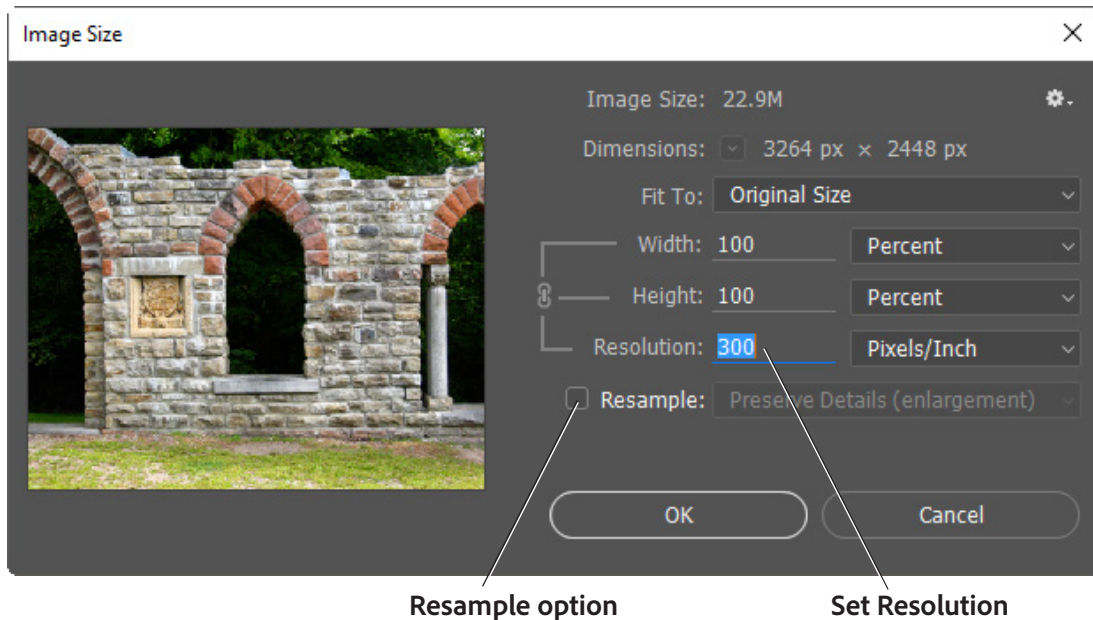 Image Size
Image Size: 22.9M
Dimensions: 3264 px × 2448 px
Fit To: Original Size
Width: 100 Percent
Height: 100 Percent
Resolution: 300 Pixels/Inch
Resample: Preserve Details (enlargement)
OK Cancel
Resample option Set Resolution